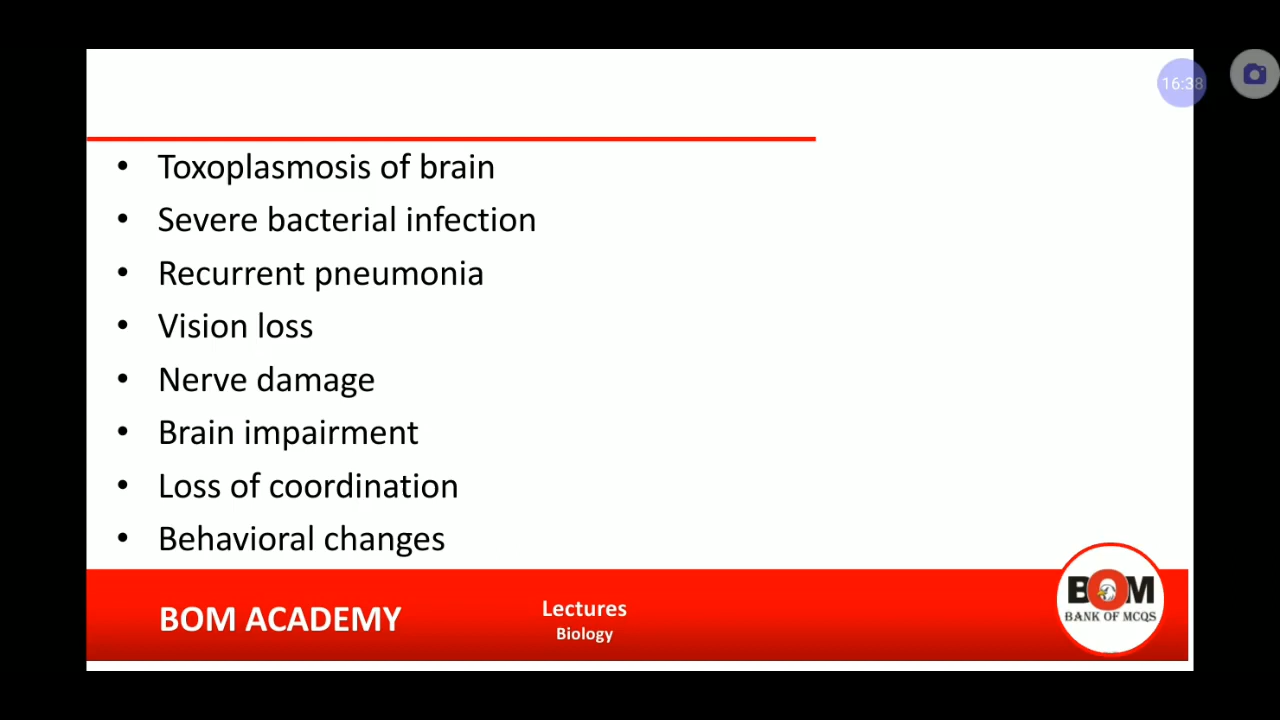 16:38
• Toxoplasmosis of brain
• Severe bacterial infection
• Recurrent pneumonia
• Vision loss
• Nerve damage
• Brain impairment
• Loss of coordination
• Behavioral changes
BOM ACADEMY
Lectures
Biology
BOM
BANK OF MCQS